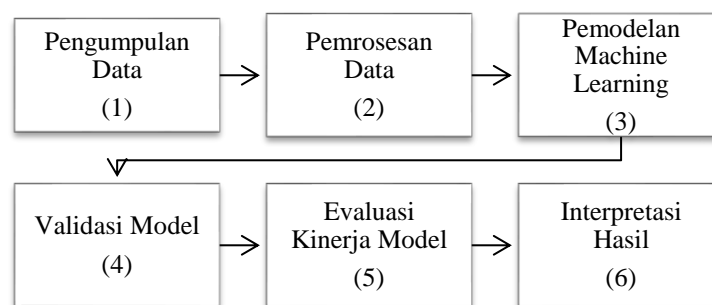 Pengumpulan
Data
(1)
Pemrosesan
Data
(2)
Pemodelan
Machine
Learning
(3)
Validasi Model
(4)
Evaluasi
Kinerja Model
(5)
Interpretasi
Hasil
(6)